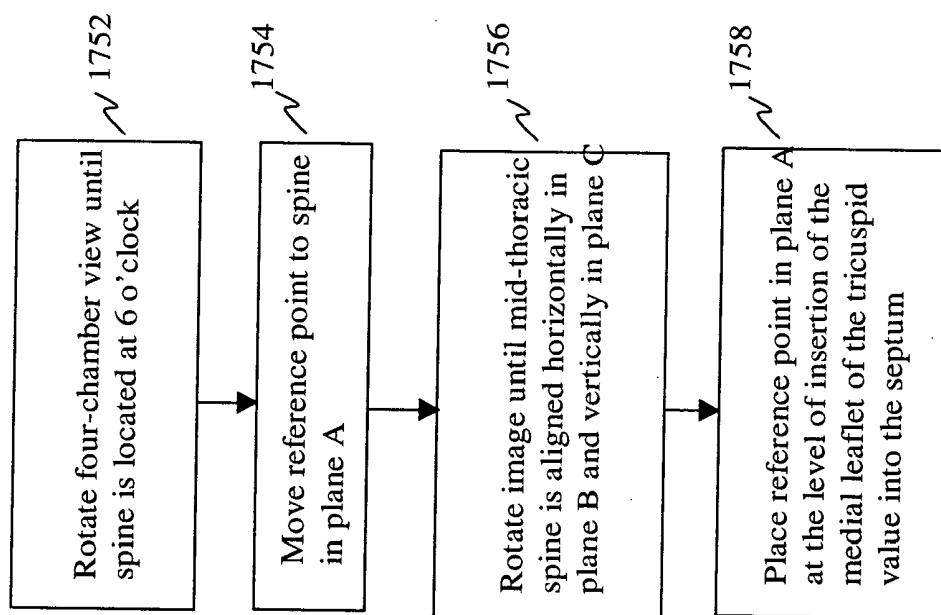 1752
Rotate four-chamber view until
spine is located at 6 o'clock
1754
Move reference point to spine
in plane A
1756
Rotate image until mid-thoracic
spine is aligned horizontally in
plane B and vertically in plane C
1758
Place reference point in plane A
at the level of insertion of the
medial leaflet of the tricuspid
value into the septum